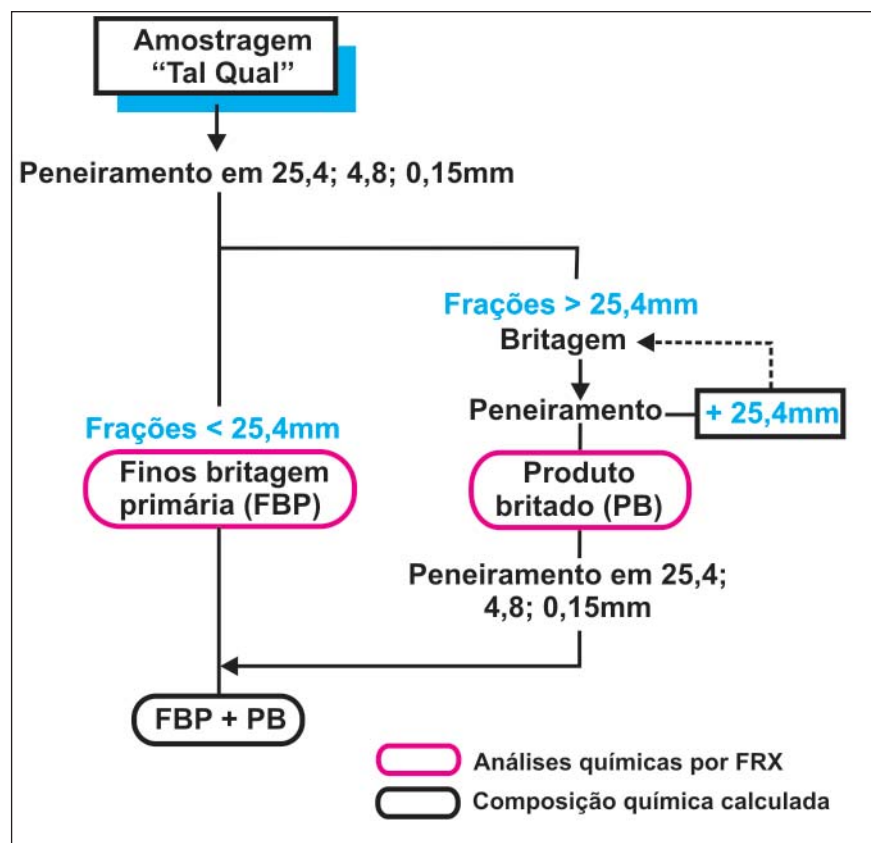 Amostragem
“Tal Qual”
Peneiramento em 25,4; 4,8; 0,15mm
Frações > 25,4mm
Britagem
Peneiramento
+ 25,4mm
Frações < 25,4mm
Finos britagem
primária (FBP)
Produto
britado (PB)
Peneiramento em 25,4;
4,8; 0,15mm
FBP + PB
Análises químicas por FRX
Composição química calculada